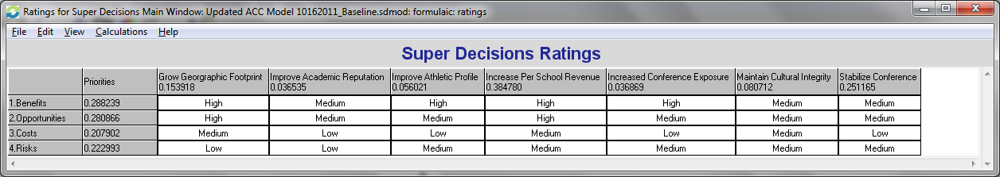 Ratings for Super Decisions Main Window: Updated ACC Model 10162011_Baseline.sdmod: formulaic: ratings
File Edit View Calculations Help
Super Decisions Ratings
Priorities Grow Georgraphic Footprint Improve Academic Reputation Improve Athletic Profile Increase Per School Revenue Increased Conference Exposure Maintain Cultural Integrity Stabilize Conference
0.153918 0.036535 0.056021 0.384780 0.036869 0.080712 0.251165
1.Benefits 0.288239 High Medium High High High Medium Medium
2.Opportunities 0.280866 High Medium Medium High Medium Medium Medium
3.Costs 0.207902 Medium Low Low Medium Low Medium Low
4.Risks 0.222993 Low Low Medium Medium Medium Medium Medium